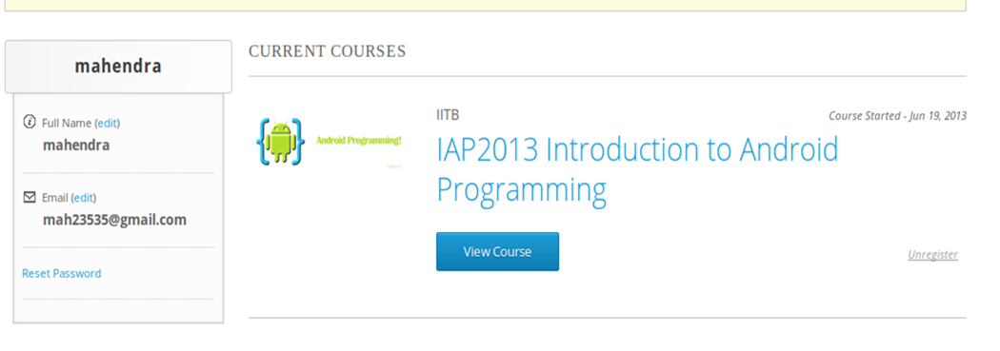 mahendra
Full Name (edit)
mahendra
Email (edit)
mah23535@gmail.com
Reset Password
CURRENT COURSES
Android Programming!
IITB
Course Started - Jun 19, 2013
IAP2013 Introduction to Android
Programming
View Course
Unregister